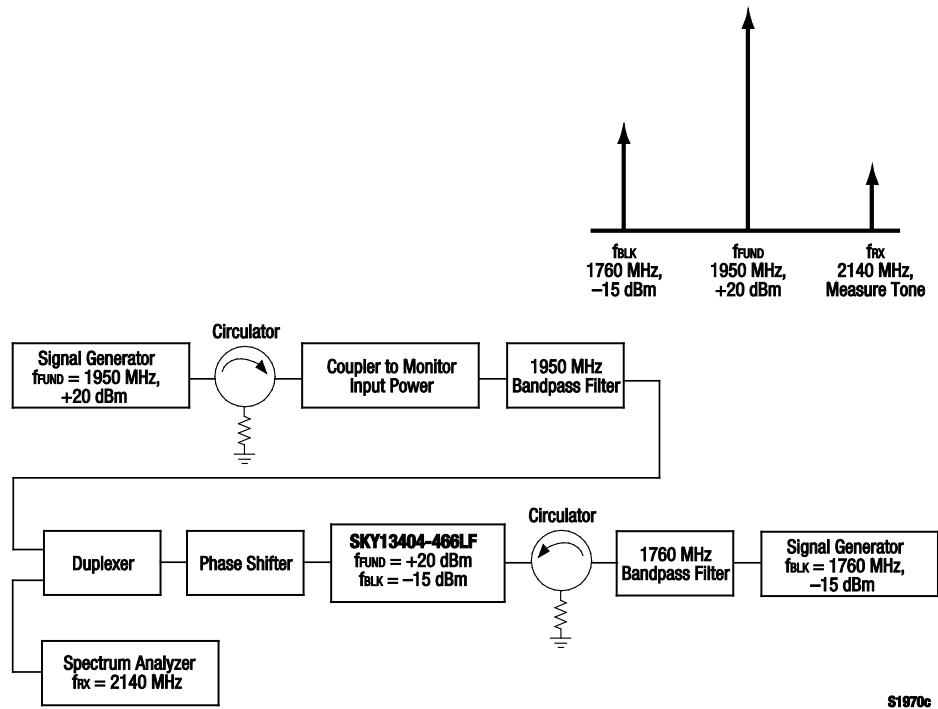 fBLK
1760 MHz,
–15 dBm
fFUND
1950 MHz,
+20 dBm
fRX
2140 MHz,
Measure Tone
Signal Generator
fFUND = 1950 MHz,
+20 dBm
Circulator
Coupler to Monitor
Input Power
1950 MHz
Bandpass Filter
Duplexer
Phase Shifter
SKY13404-466LF
fFUND = +20 dBm
fBLK = –15 dBm
Circulator
1760 MHz
Bandpass Filter
Signal Generator
fBLK = 1760 MHz,
–15 dBm
Spectrum Analyzer
fRX = 2140 MHz
S1970c